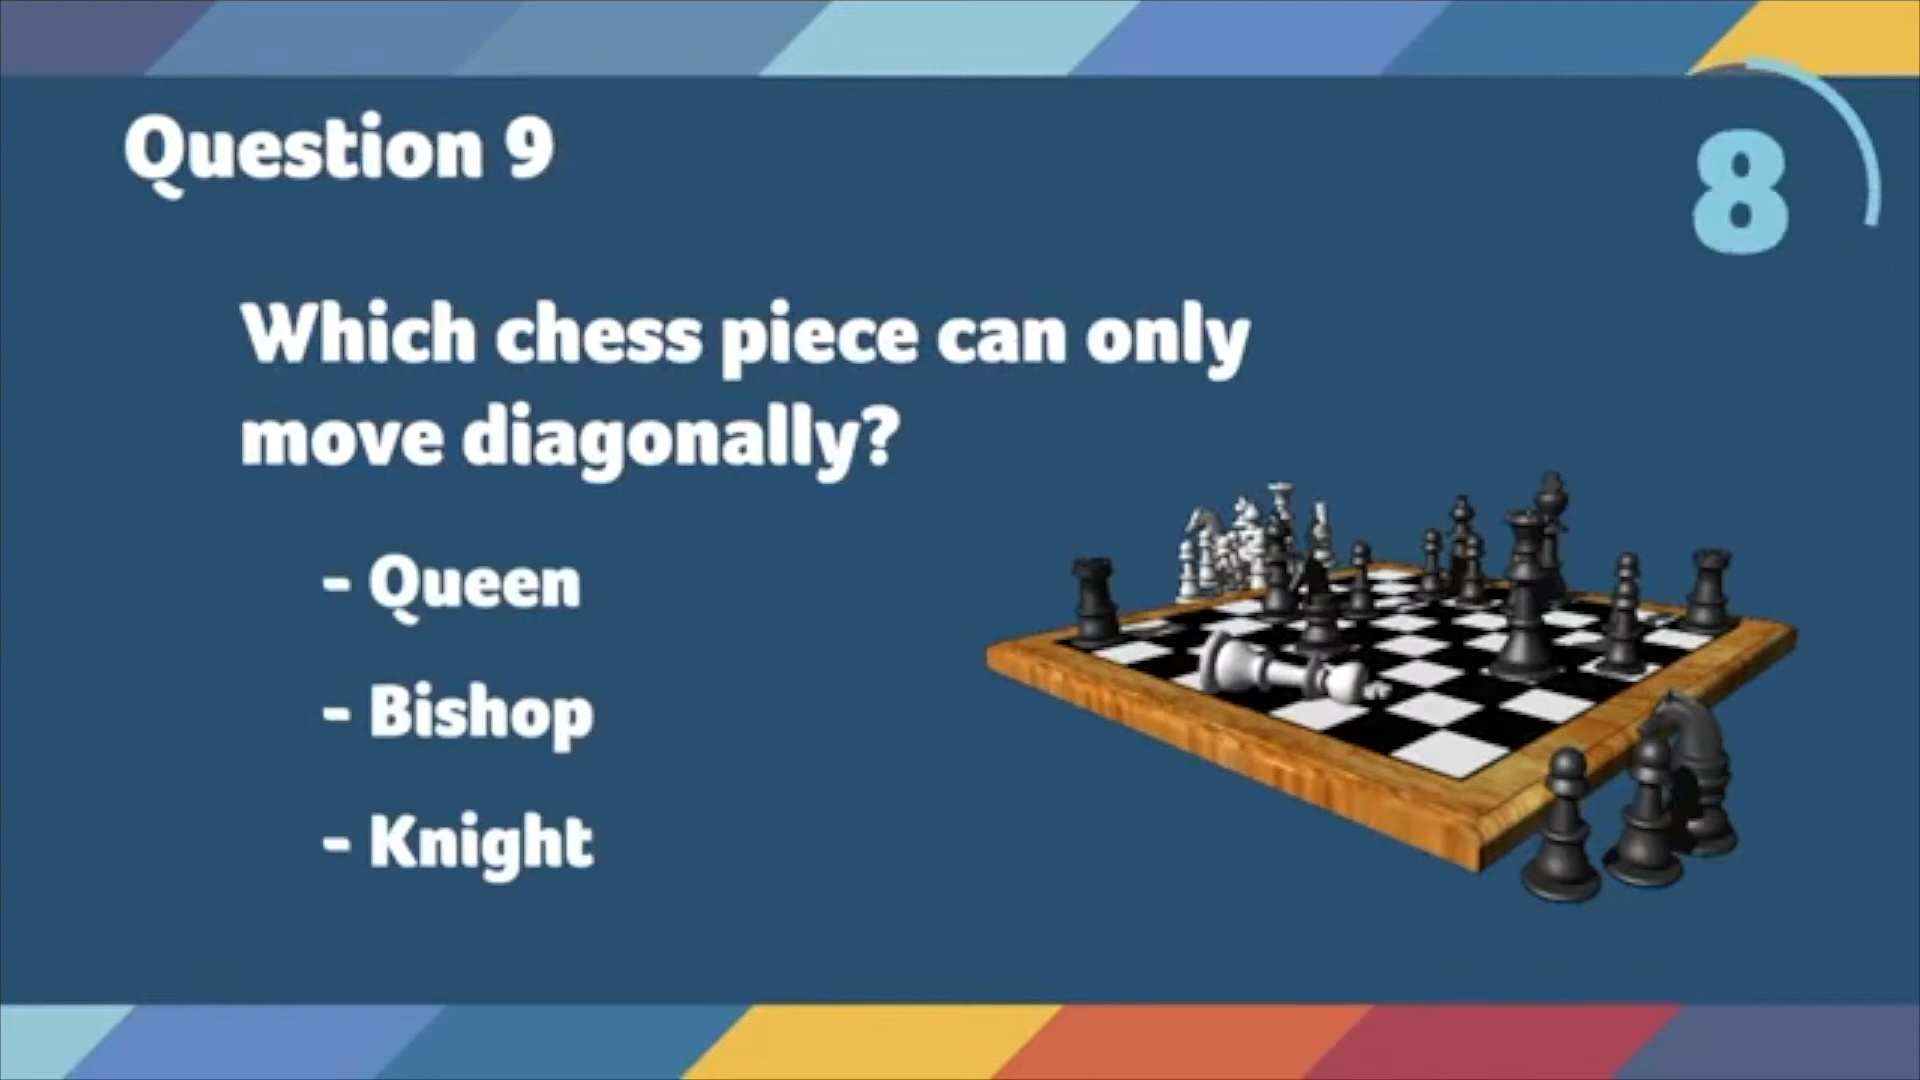 Question 9
8
Which chess piece can only
move diagonally?
- Queen
- Bishop
- Knight